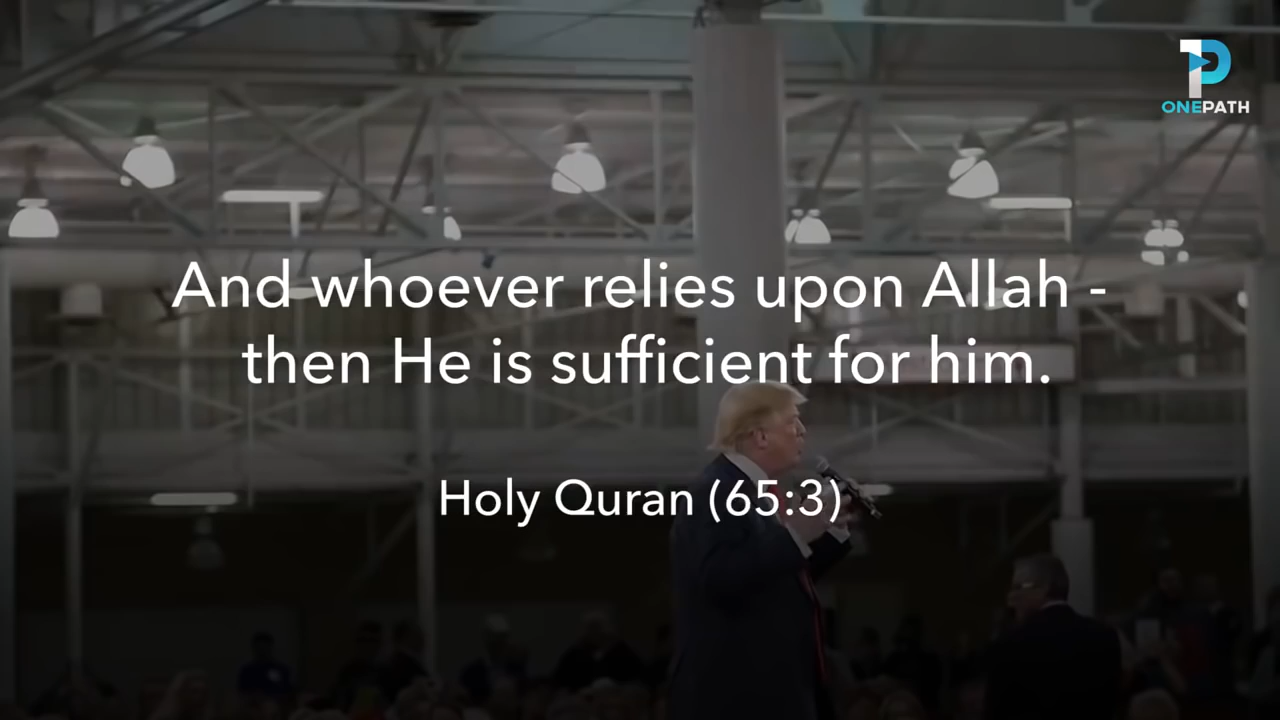 ONEPATH
And whoever relies upon Allah -
then He is sufficient for him.
Holy Quran (65:3)